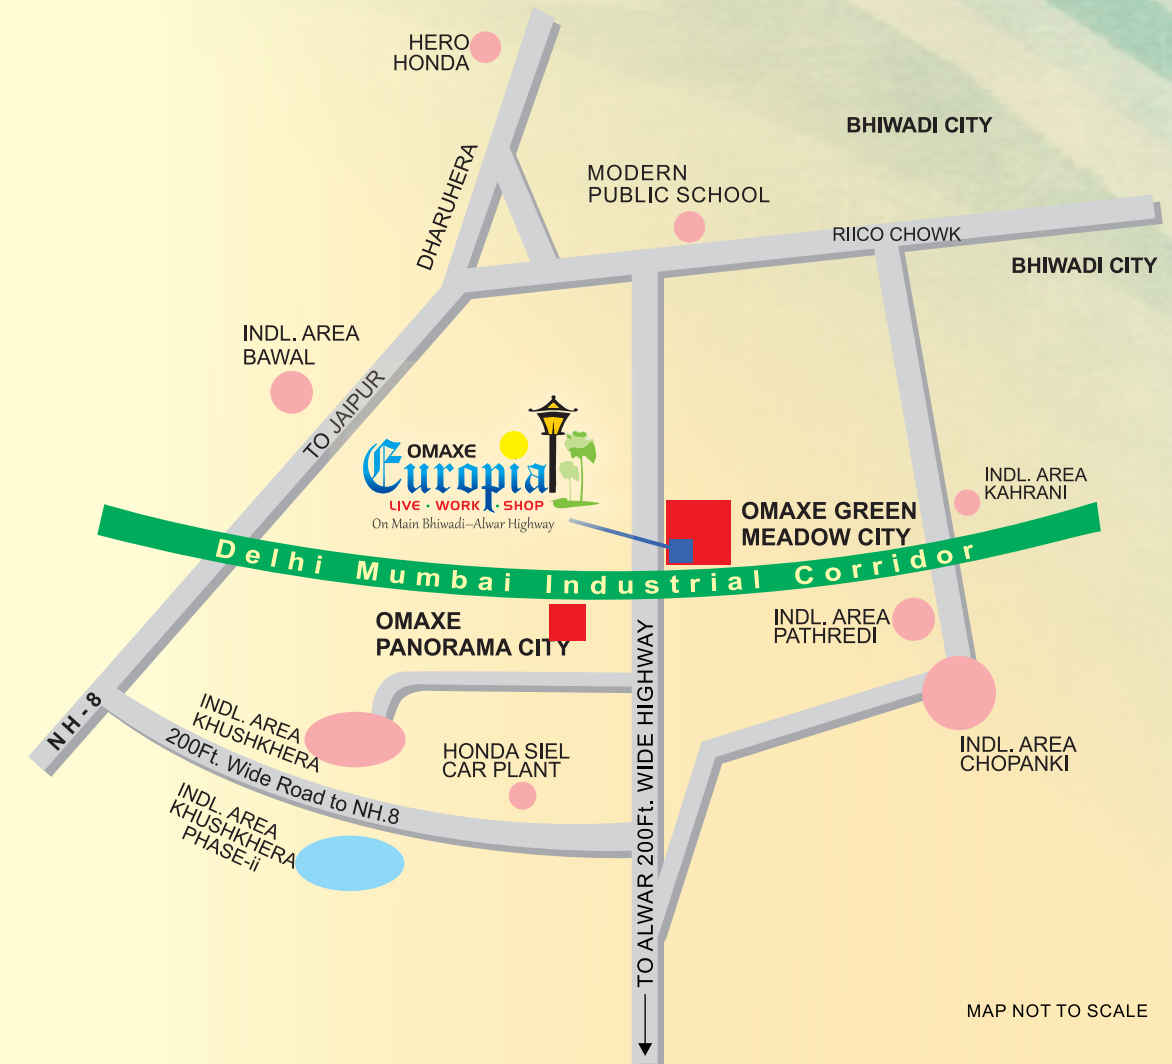 HERO
HONDA
BHIWADI CITY
DHARUHERA
MODERN
PUBLIC SCHOOL
RIICO CHOWK
BHIWADI CITY
INDL. AREA
BAWAL
TO JAIPUR
OMAXE
Europia
LIVE · WORK · SHOP
On Main Bhiwadi–Alwar Highway
INDL. AREA
KAHRANI
OMAXE GREEN
MEADOW CITY
Delhi Mumbai Industrial Corridor
OMAXE
PANORAMA CITY
INDL. AREA
PATHREDI
NH-8
INDL. AREA
KHUSHKHERA
200Ft. Wide Road to NH.8
HONDA SIEL
CAR PLANT
INDL. AREA
CHOPANKI
INDL. AREA
KHUSHKHERA
PHASE-ii
TO ALWAR 200Ft. WIDE HIGHWAY
MAP NOT TO SCALE